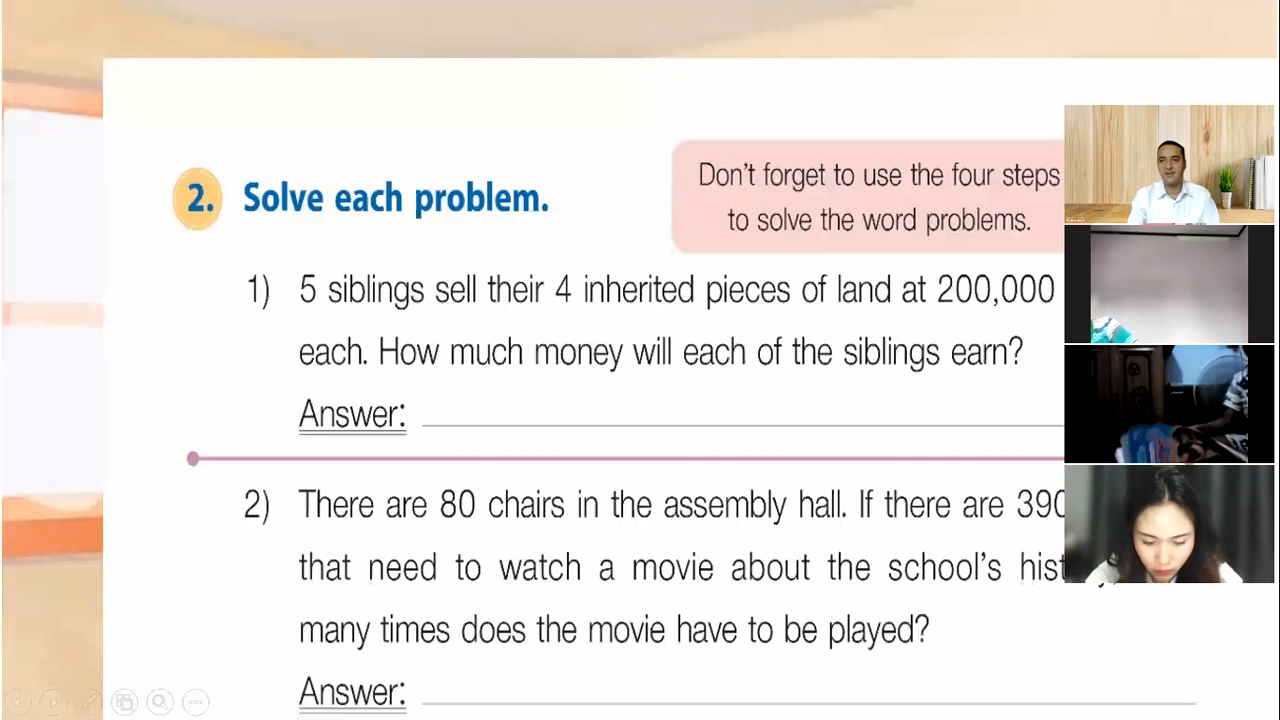 2. Solve each problem.
Don't forget to use the four steps
to solve the word problems.
1) 5 siblings sell their 4 inherited pieces of land at 200,000
each. How much money will each of the siblings earn?
Answer:
2) There are 80 chairs in the assembly hall. If there are 390
that need to watch a movie about the school's
many times does the movie have to be played?
Answer: